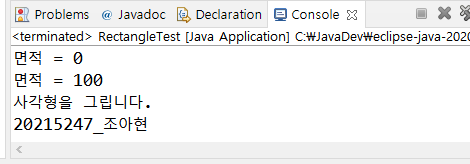 Problems @ Javadoc Declaration Console
<terminated> RectangleTest [Java Application] C:₩JavaDev₩eclipse-java-202
면적 = 0
면적 = 100
사각형을 그립니다.
20215247_조아현